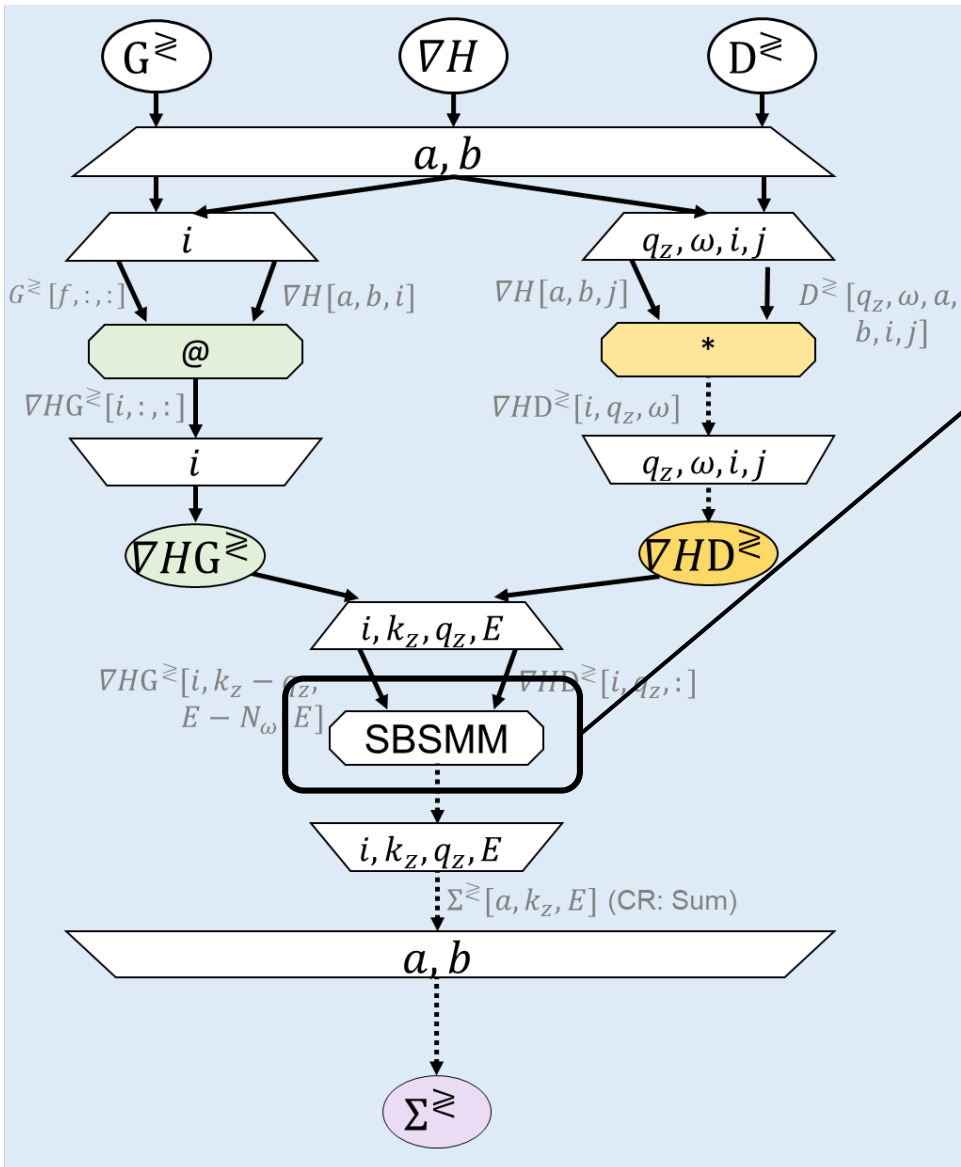 G≷ ∇H D≷
a, b
i q_z, ω, i, j
G≷[f,:,:] ∇H[a, b, i] ∇H[a, b, j] D≷[q_z, ω, a,
b, i, j]
@ *
∇HG≷[i,:,:] ∇HD≷[i, q_z, ω]
i q_z, ω, i, j
∇HG≷ ∇HD≷
i, k_z, q_z, E
∇HG≷[i, k_z − q_z, ∇HD≷[i, q_z, :]
E − N_ω: E]
SBSMM
i, k_z, q_z, E
Σ≷[a, k_z, E] (CR: Sum)
a, b
Σ≷